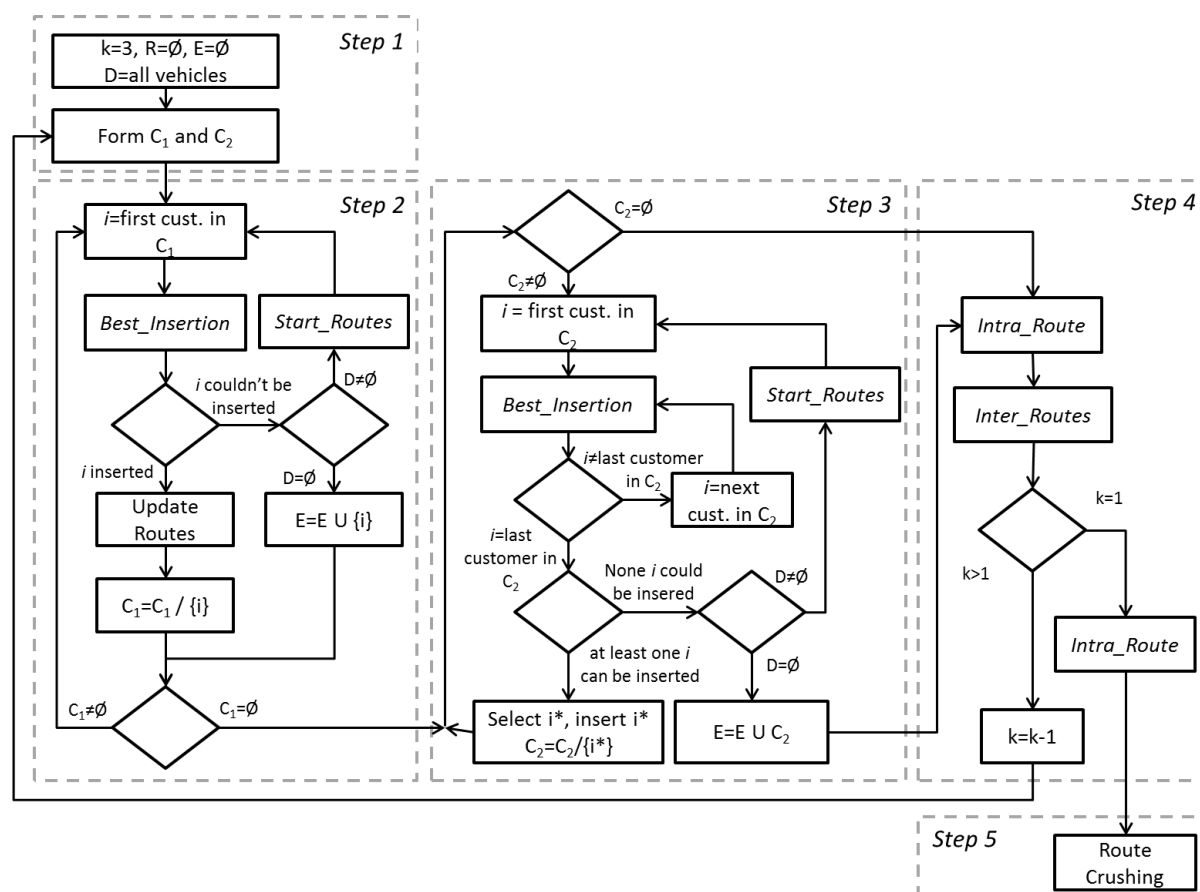 Step 1
k=3, R=Ø, E=Ø
D=all vehicles
Form C₁ and C₂
Step 2
i=first cust. in
C₁
Best_Insertion
Start_Routes
i couldn't be
inserted
D≠Ø
i inserted
D=Ø
Update
Routes
E=E U {i}
C₁=C₁ / {i}
C₁≠Ø
C₁=Ø
Step 3
C₂=Ø
C₂≠Ø
i = first cust. in
C₂
Best_Insertion
Start_Routes
i≠last customer
in C₂
i=next
cust. in C₂
i=last
customer in
C₂
None i could
be insered
D≠Ø
at least one i
can be inserted
D=Ø
Select i*, insert i*
C₂=C₂/{i*}
E=E U C₂
Step 4
Intra_Route
Inter_Routes
k=1
k>1
Intra_Route
k=k-1
Step 5
Route
Crushing